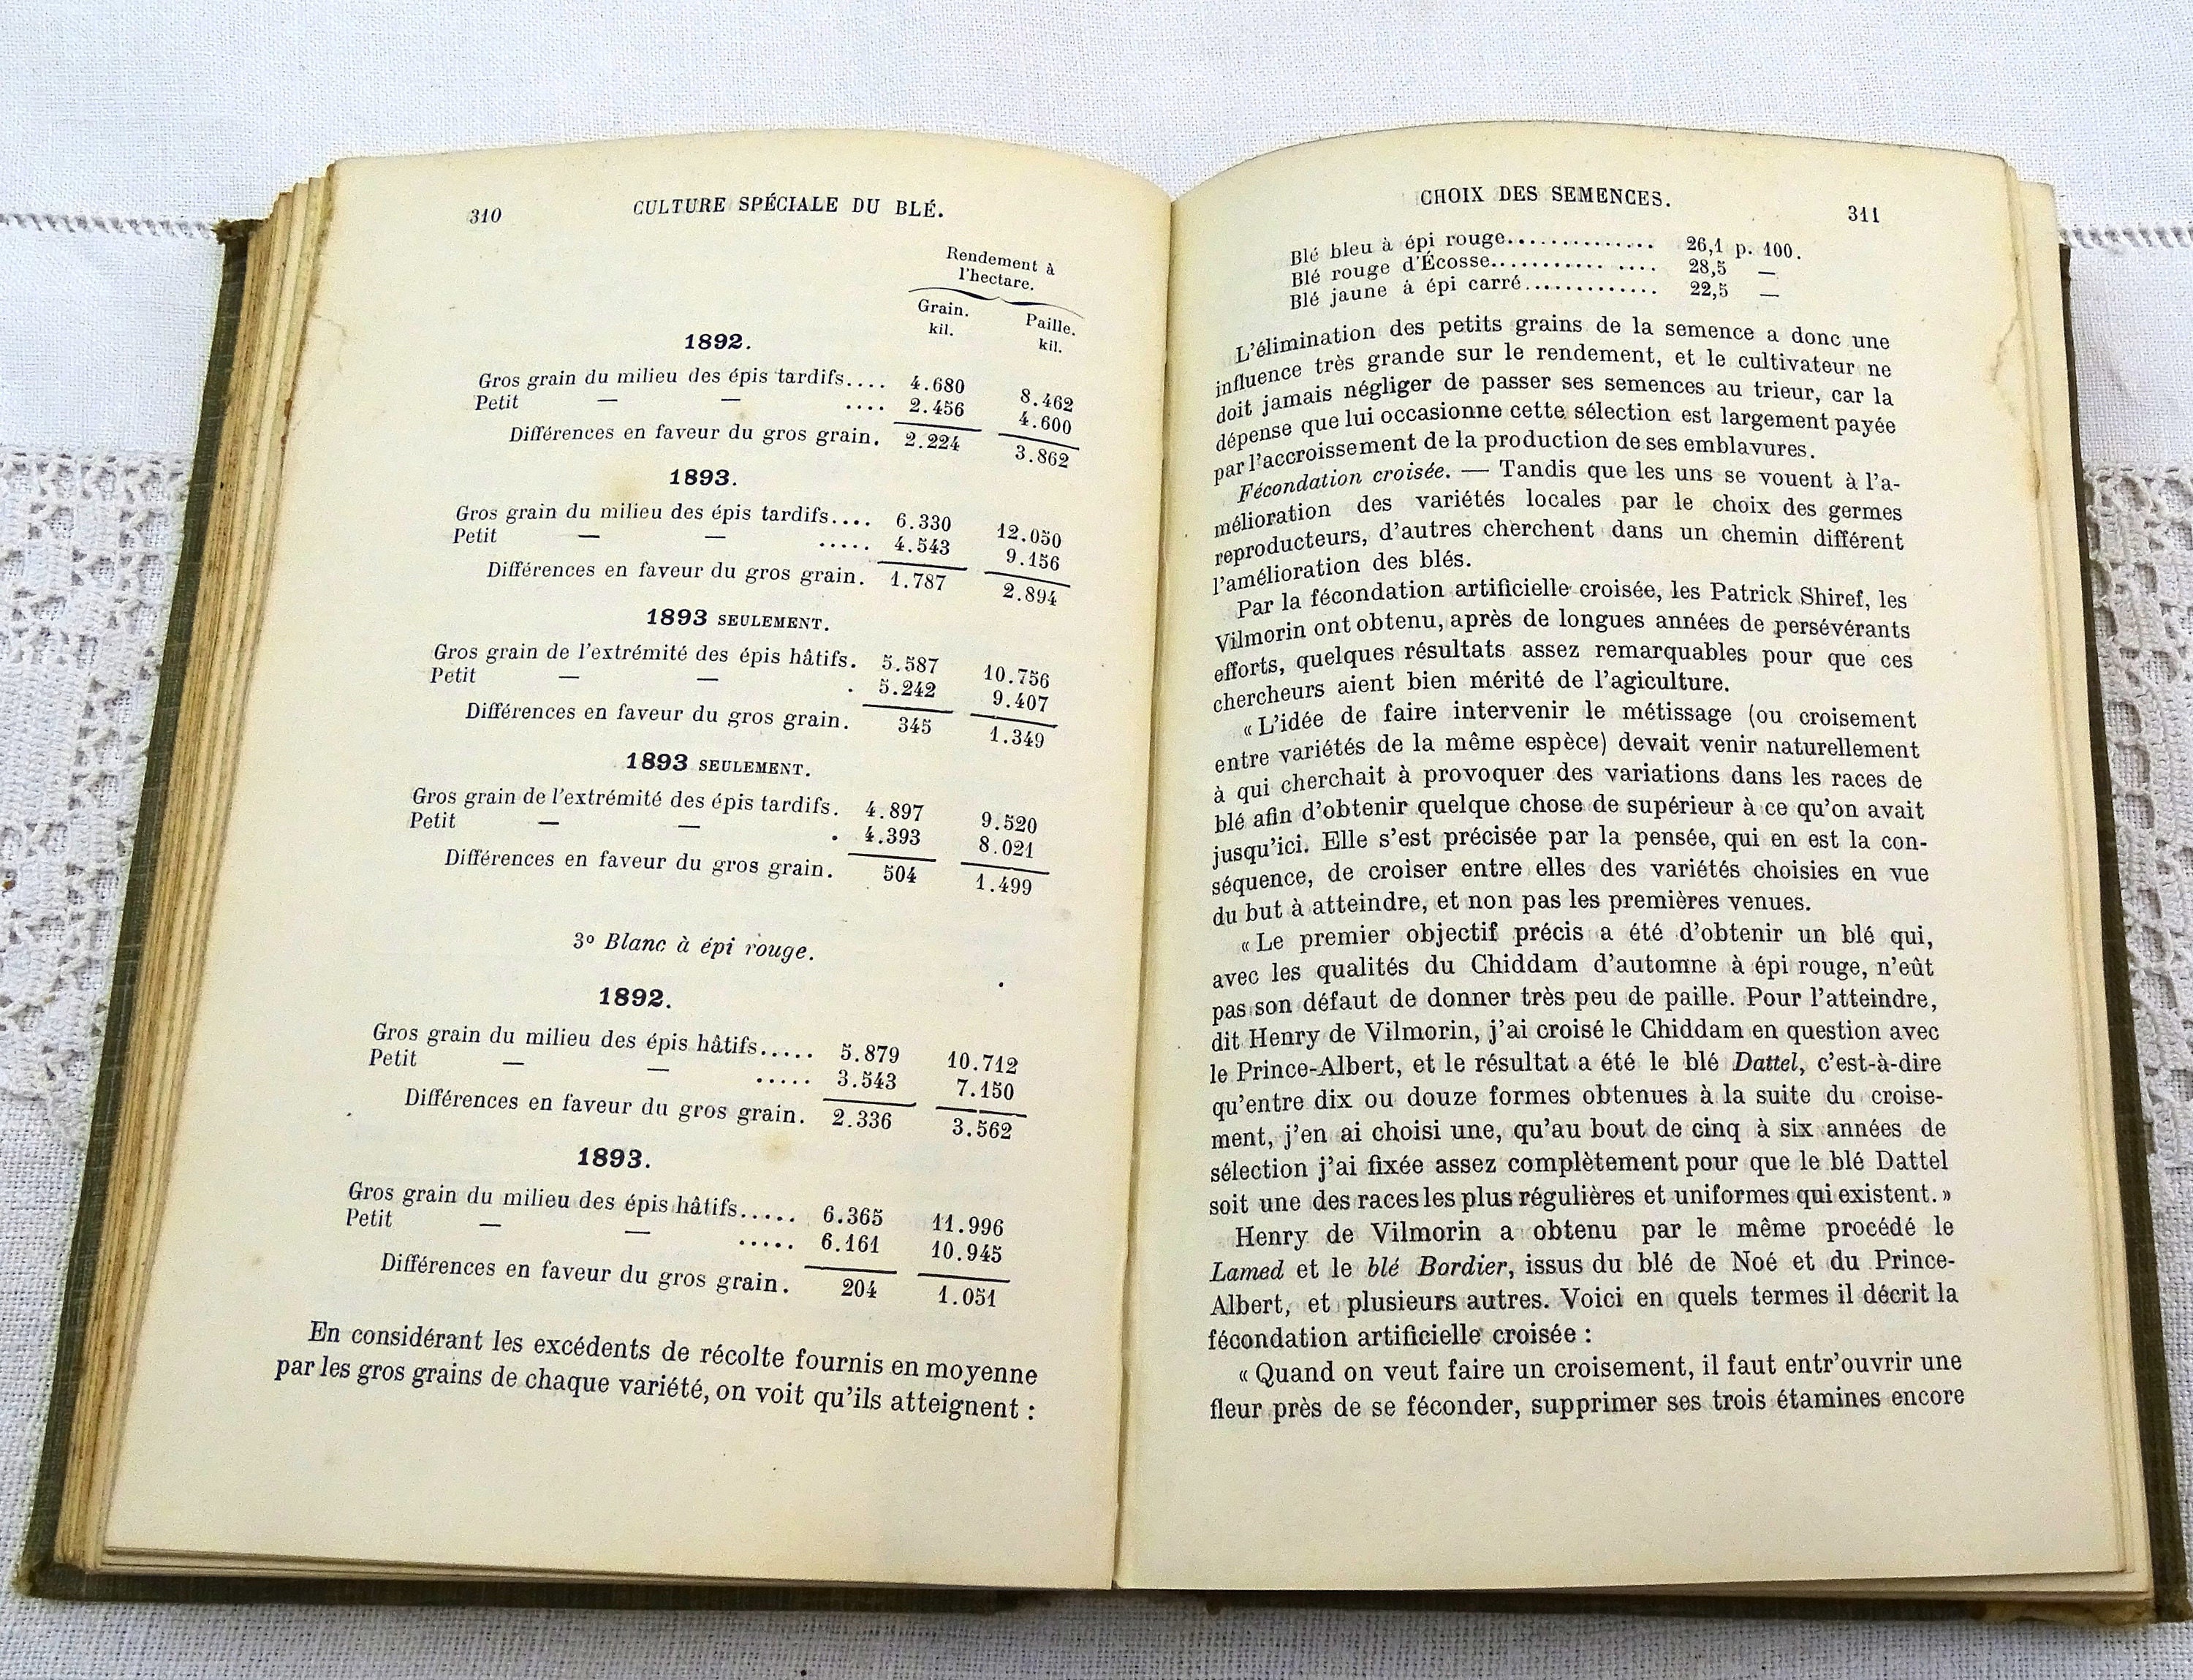 310
CULTURE SPÉCIALE DU BLÉ.
Rendement à
l'hectare.
Grain. Paille.
kil. kil.
1892.
Gros grain du milieu des épis tardifs.... 4.680 8.462
Petit — — .... 2.456 4.600
Différences en faveur du gros grain. 2.224 3.862
1893.
Gros grain du milieu des épis tardifs.... 6.330 12.050
Petit — — ..... 4.543 9.156
Différences en faveur du gros grain. 1.787 2.894
1893 SEULEMENT.
Gros grain de l'extrémité des épis hâtifs. 5.587 10.756
Petit — — . 5.242 9.407
Différences en faveur du gros grain. 345 1.349
1893 SEULEMENT.
Gros grain de l'extrémité des épis tardifs. 4.897 9.520
Petit — — . 4.393 8.021
Différences en faveur du gros grain. 504 1.499
3º Blanc à épi rouge.
1892.
Gros grain du milieu des épis hâtifs..... 5.879 10.712
Petit — — ..... 3.543 7.150
Différences en faveur du gros grain. 2.336 3.562
1893.
Gros grain du milieu des épis hâtifs..... 6.365 11.996
Petit — — ..... 6.161 10.945
Différences en faveur du gros grain. 204 1.051
En considérant les excédents de récolte fournis en moyenne
par les gros grains de chaque variété, on voit qu'ils atteignent :
CHOIX DES SEMENCES.
311
Blé bleu à épi rouge.............. 26,1 p. 100.
Blé rouge d'Écosse........... .... 28,5 —
Blé jaune à épi carré............. 22,5 —
L'élimination des petits grains de la semence a donc une
influence très grande sur le rendement, et le cultivateur ne
doit jamais négliger de passer ses semences au trieur, car la
dépense que lui occasionne cette sélection est largement payée
par l'accroissement de la production de ses emblavures.
Fécondation croisée. — Tandis que les uns se vouent à l'a-
mélioration des variétés locales par le choix des germes
reproducteurs, d'autres cherchent dans un chemin différent
l'amélioration des blés.
Par la fécondation artificielle croisée, les Patrick Shiref, les
Vilmorin ont obtenu, après de longues années de persévérants
efforts, quelques résultats assez remarquables pour que ces
chercheurs aient bien mérité de l'agiculture.
« L'idée de faire intervenir le métissage (ou croisement
entre variétés de la même espèce) devait venir naturellement
à qui cherchait à provoquer des variations dans les races de
blé afin d'obtenir quelque chose de supérieur à ce qu'on avait
jusqu'ici. Elle s'est précisée par la pensée, qui en est la con-
séquence, de croiser entre elles des variétés choisies en vue
du but à atteindre, et non pas les premières venues.
« Le premier objectif précis a été d'obtenir un blé qui,
avec les qualités du Chiddam d'automne à épi rouge, n'eût
pas son défaut de donner très peu de paille. Pour l'atteindre,
dit Henry de Vilmorin, j'ai croisé le Chiddam en question avec
le Prince-Albert, et le résultat a été le blé Dattel, c'est-à-dire
qu'entre dix ou douze formes obtenues à la suite du croise-
ment, j'en ai choisi une, qu'au bout de cinq à six années de
sélection j'ai fixée assez complètement pour que le blé Dattel
soit une des races les plus régulières et uniformes qui existent. »
Henry de Vilmorin a obtenu par le même procédé le
Lamed et le blé Bordier, issus du blé de Noé et du Prince-
Albert, et plusieurs autres. Voici en quels termes il décrit la
fécondation artificielle croisée :
« Quand on veut faire un croisement, il faut entr'ouvrir une
fleur près de se féconder, supprimer ses trois étamines encore